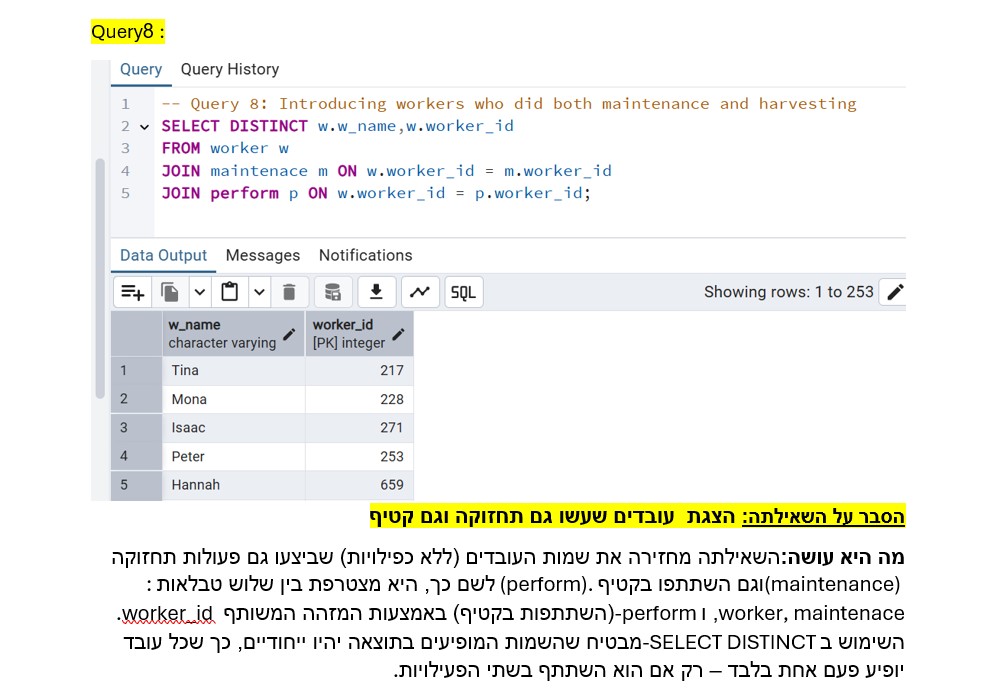 Query8 :
Query Query History
1 -- Query 8: Introducing workers who did both maintenance and harvesting
2 SELECT DISTINCT w.w_name,w.worker_id
3 FROM worker w
4 JOIN maintenace m ON w.worker_id = m.worker_id
5 JOIN perform p ON w.worker_id = p.worker_id;
Data Output Messages Notifications
SQL Showing rows: 1 to 253
w_name worker_id
character varying [PK] integer
1 Tina 217
2 Mona 228
3 Isaac 271
4 Peter 253
5 Hannah 659
הסבר על השאילתה: הצגת עובדים שעשו גם תחזוקה וגם קטיף
מה היא עושה:השאילתה מחזירה את שמות העובדים (ללא כפילויות) שביצעו גם פעולות תחזוקה
(maintenance)וגם השתתפו בקטיף .(perform) לשם כך, היא מצטרפת בין שלוש טבלאות :
worker, maintenace, ו perform-(השתתפות בקטיף) באמצעות המזהה המשותף worker_id.
השימוש ב SELECT DISTINCT-מבטיח שהשמות המופיעים בתוצאה יהיו ייחודיים, כך שכל עובד
יופיע פעם אחת בלבד – רק אם הוא השתתף בשתי הפעילויות.